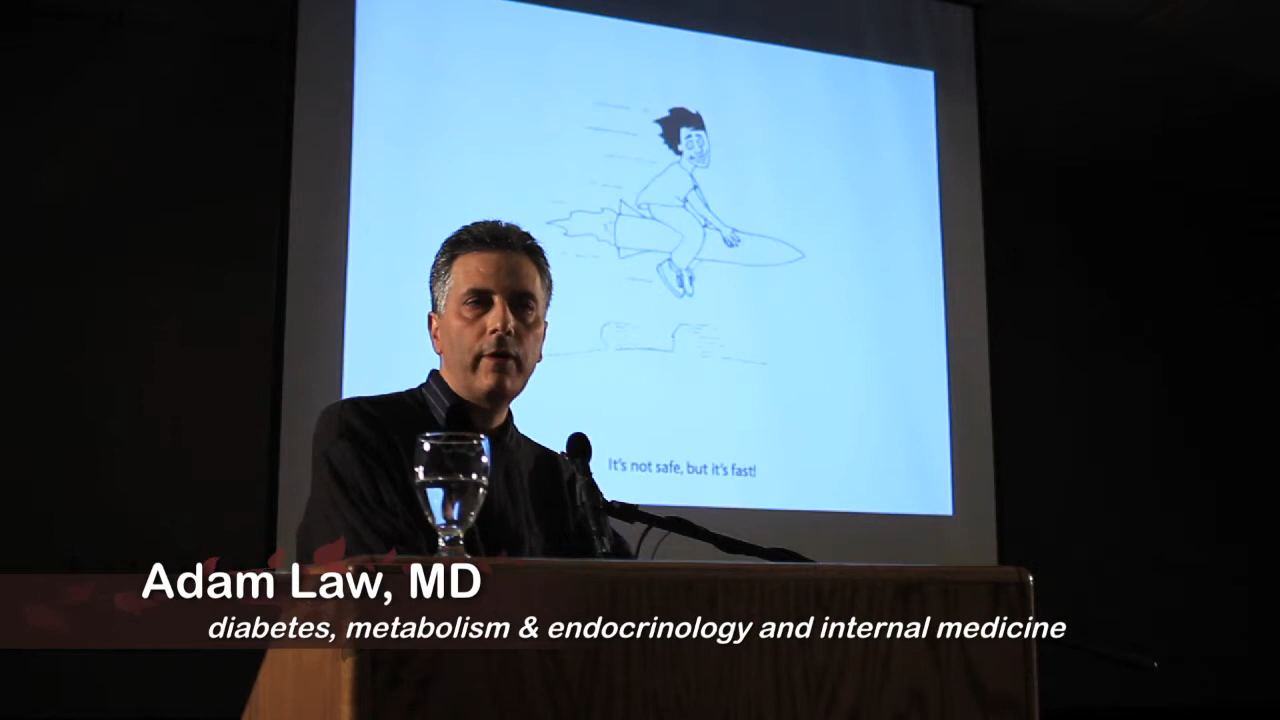 It's not safe, but it's fast!
Adam Law, MD
diabetes, metabolism & endocrinology and internal medicine